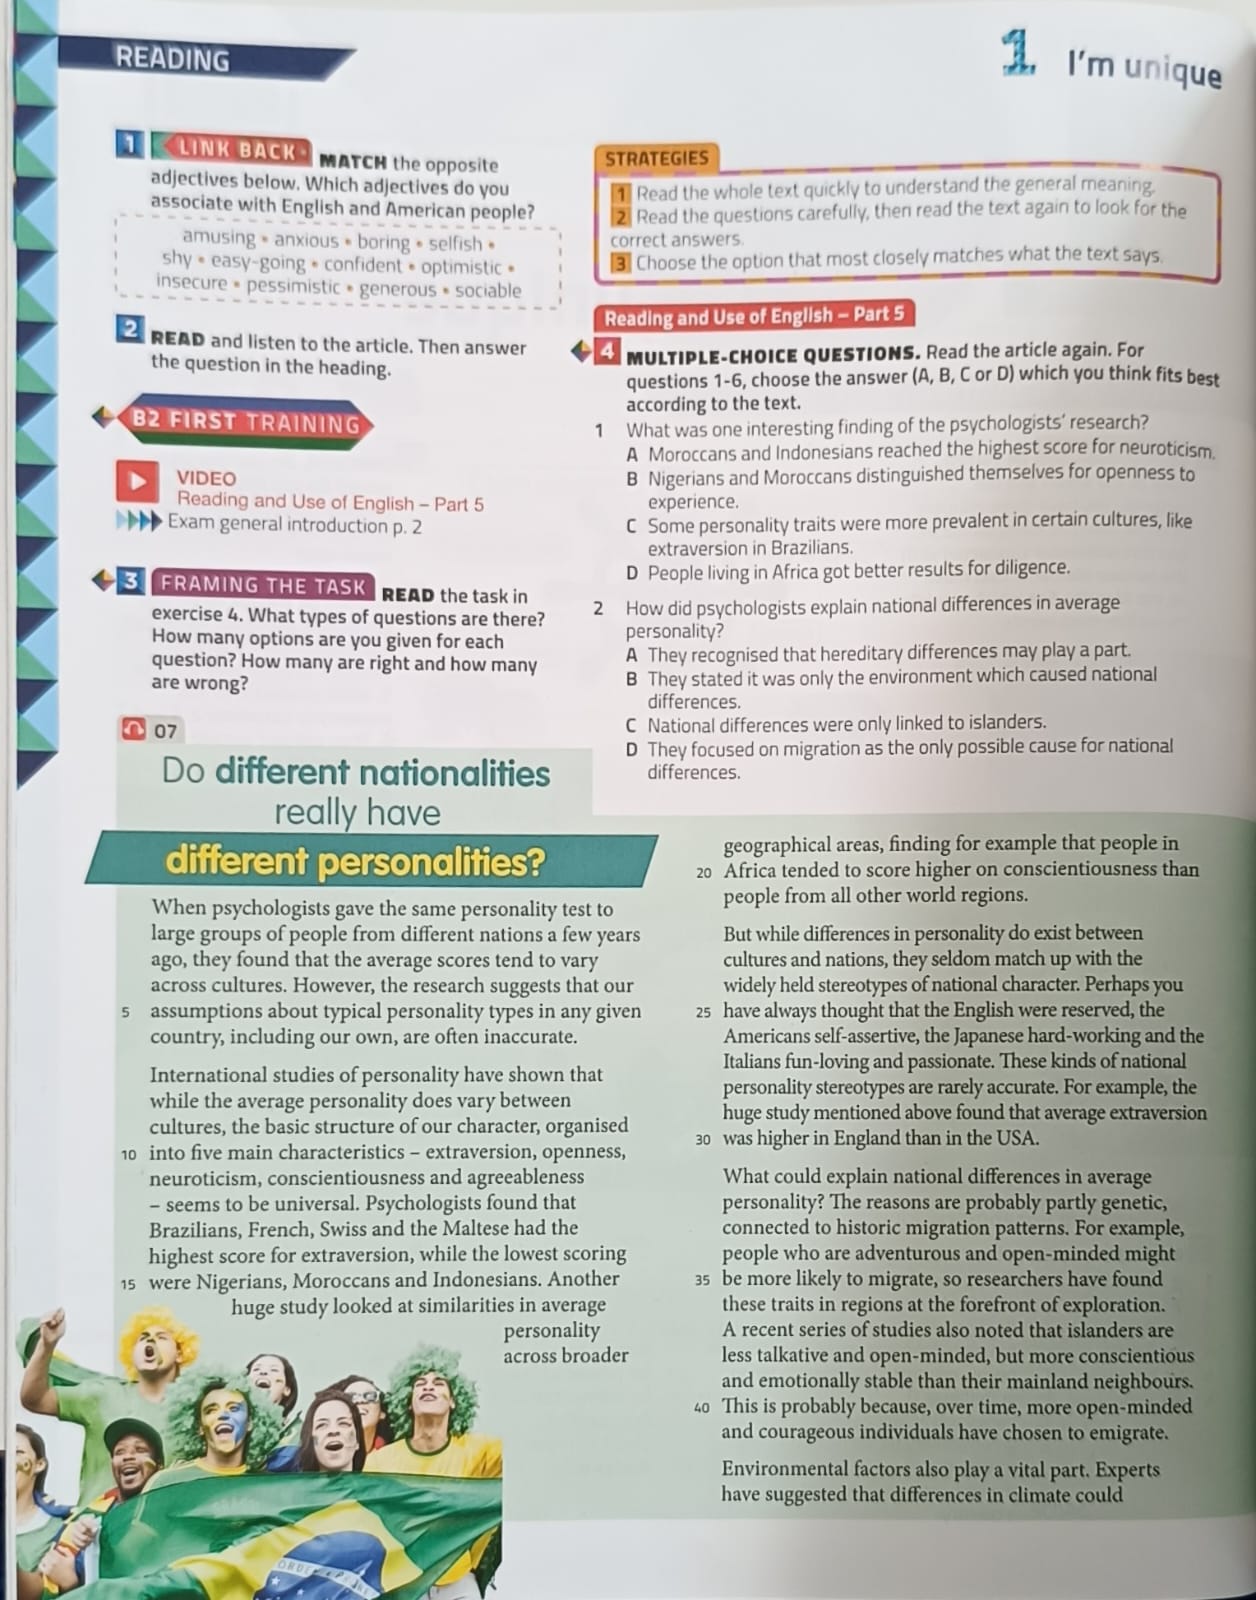 READING
1 I'm unique
1 LINK BACK MATCH the opposite
adjectives below. Which adjectives do you
associate with English and American people?
amusing • anxious • boring • selfish •
shy • easy-going • confident • optimistic •
insecure • pessimistic • generous • sociable
2 READ and listen to the article. Then answer
the question in the heading.
B2 FIRST TRAINING
VIDEO
Reading and Use of English – Part 5
Exam general introduction p. 2
3 FRAMING THE TASK READ the task in
exercise 4. What types of questions are there?
How many options are you given for each
question? How many are right and how many
are wrong?
STRATEGIES
1 Read the whole text quickly to understand the general meaning.
2 Read the questions carefully, then read the text again to look for the
correct answers.
3 Choose the option that most closely matches what the text says.
Reading and Use of English – Part 5
4 MULTIPLE-CHOICE QUESTIONS. Read the article again. For
questions 1-6, choose the answer (A, B, C or D) which you think fits best
according to the text.
1 What was one interesting finding of the psychologists' research?
A Moroccans and Indonesians reached the highest score for neuroticism.
B Nigerians and Moroccans distinguished themselves for openness to
experience.
C Some personality traits were more prevalent in certain cultures, like
extraversion in Brazilians.
D People living in Africa got better results for diligence.
2 How did psychologists explain national differences in average
personality?
A They recognised that hereditary differences may play a part.
B They stated it was only the environment which caused national
differences.
C National differences were only linked to islanders.
D They focused on migration as the only possible cause for national
differences.
07
Do different nationalities
really have
different personalities?
When psychologists gave the same personality test to
large groups of people from different nations a few years
ago, they found that the average scores tend to vary
across cultures. However, the research suggests that our
5 assumptions about typical personality types in any given
country, including our own, are often inaccurate.
International studies of personality have shown that
while the average personality does vary between
cultures, the basic structure of our character, organised
10 into five main characteristics – extraversion, openness,
neuroticism, conscientiousness and agreeableness
– seems to be universal. Psychologists found that
Brazilians, French, Swiss and the Maltese had the
highest score for extraversion, while the lowest scoring
15 were Nigerians, Moroccans and Indonesians. Another
huge study looked at similarities in average
personality
across broader
geographical areas, finding for example that people in
20 Africa tended to score higher on conscientiousness than
people from all other world regions.
But while differences in personality do exist between
cultures and nations, they seldom match up with the
widely held stereotypes of national character. Perhaps you
25 have always thought that the English were reserved, the
Americans self-assertive, the Japanese hard-working and the
Italians fun-loving and passionate. These kinds of national
personality stereotypes are rarely accurate. For example, the
huge study mentioned above found that average extraversion
30 was higher in England than in the USA.
What could explain national differences in average
personality? The reasons are probably partly genetic,
connected to historic migration patterns. For example,
people who are adventurous and open-minded might
35 be more likely to migrate, so researchers have found
these traits in regions at the forefront of exploration.
A recent series of studies also noted that islanders are
less talkative and open-minded, but more conscientious
and emotionally stable than their mainland neighbours.
40 This is probably because, over time, more open-minded
and courageous individuals have chosen to emigrate.
Environmental factors also play a vital part. Experts
have suggested that differences in climate could